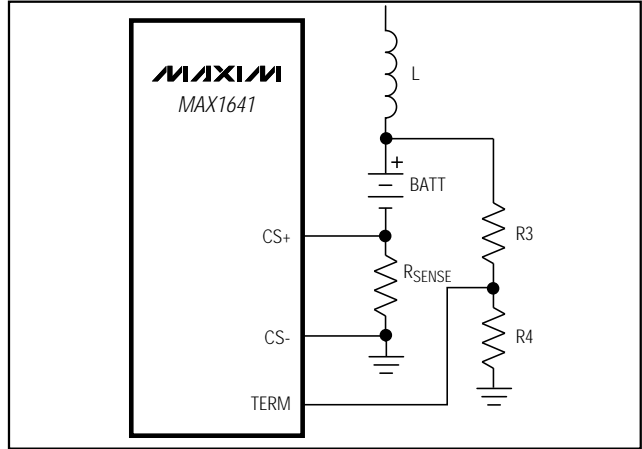 MAXIM
MAX1641
L
+
BATT
CS+
R3
RSENSE
CS-
R4
TERM